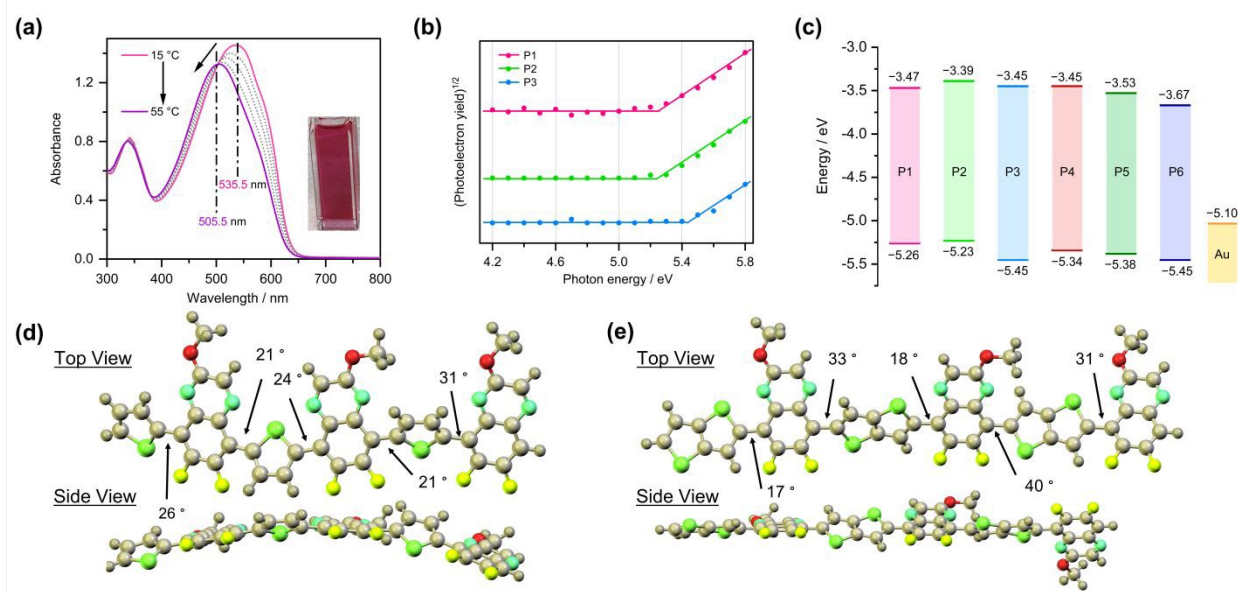 (a)
Absorbance
1.2
0.8
0.4
0.0
15 °C
55 °C
535.5 nm
505.5 nm
300
400
500
600
700
800
Wavelength / nm
(b)
(Photoelectron yield)1/2
P1
P2
P3
4.2
4.6
5.0
5.4
5.8
Photon energy / eV
(c)
Energy / eV
−3.0
−3.5
−4.0
−4.5
−5.0
−5.5
−3.47
−3.39
−3.45
−3.45
−3.53
−3.67
P1
P2
P3
P4
P5
P6
−5.10
Au
−5.26
−5.23
−5.45
−5.34
−5.38
−5.45
(d)
Top View
21 °
24 °
31 °
21 °
26 °
Side View
(e)
Top View
33 °
18 °
31 °
17 °
40 °
Side View